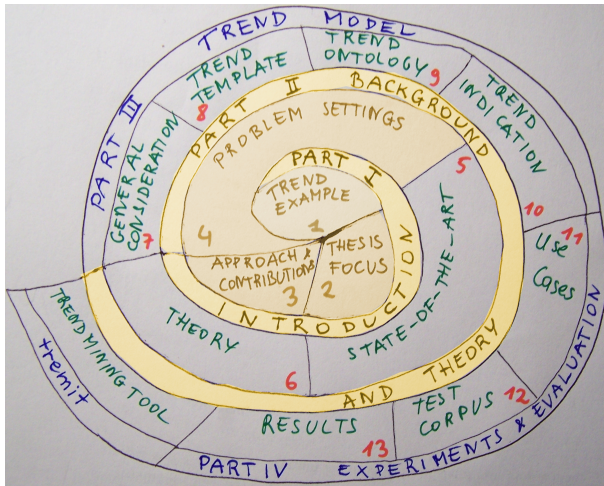 PART I
INTRODUCTION
TREND
EXAMPLE
1
THESIS
FOCUS
2
APPROACH &
CONTRIBUTIONS
3
PROBLEM SETTINGS
4
PART II
BACKGROUND
AND THEORY
5
STATE-OF-THE-ART
THEORY
6
PART III
TREND MODEL
GENERAL
CONSIDERATION
7
TREND
TEMPLATE
8
TREND
ONTOLOGY
9
TREND
INDICATION
10
PART IV
EXPERIMENTS & EVALUATION
11
USE
CASES
TEST
CORPUS
12
RESULTS
13
TREND MINING TOOL
tremit